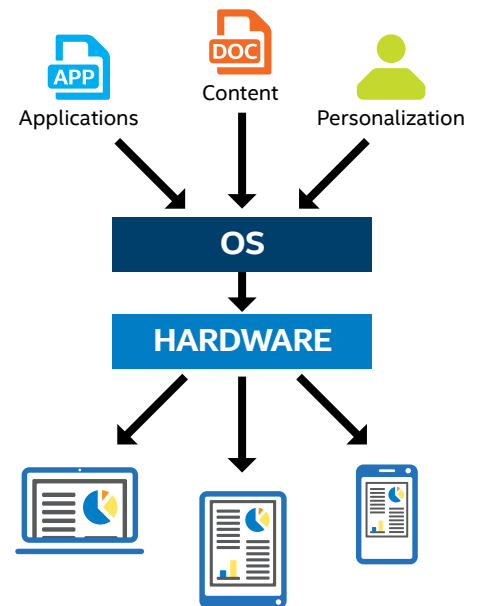 APP
DOC
Applications
Content
Personalization
OS
HARDWARE